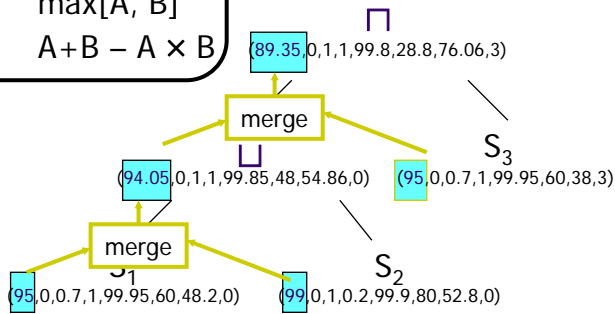 max[A, B]
A+B – A × B
⊓
(89.35,0,1,1,99.8,28.8,76.06,3)
merge
S3
⊔
(94.05,0,1,1,99.85,48,54.86,0)
(95,0,0.7,1,99.95,60,38,3)
merge
S1
S2
(95,0,0.7,1,99.95,60,48.2,0)
(99,0,1,0.2,99.9,80,52.8,0)